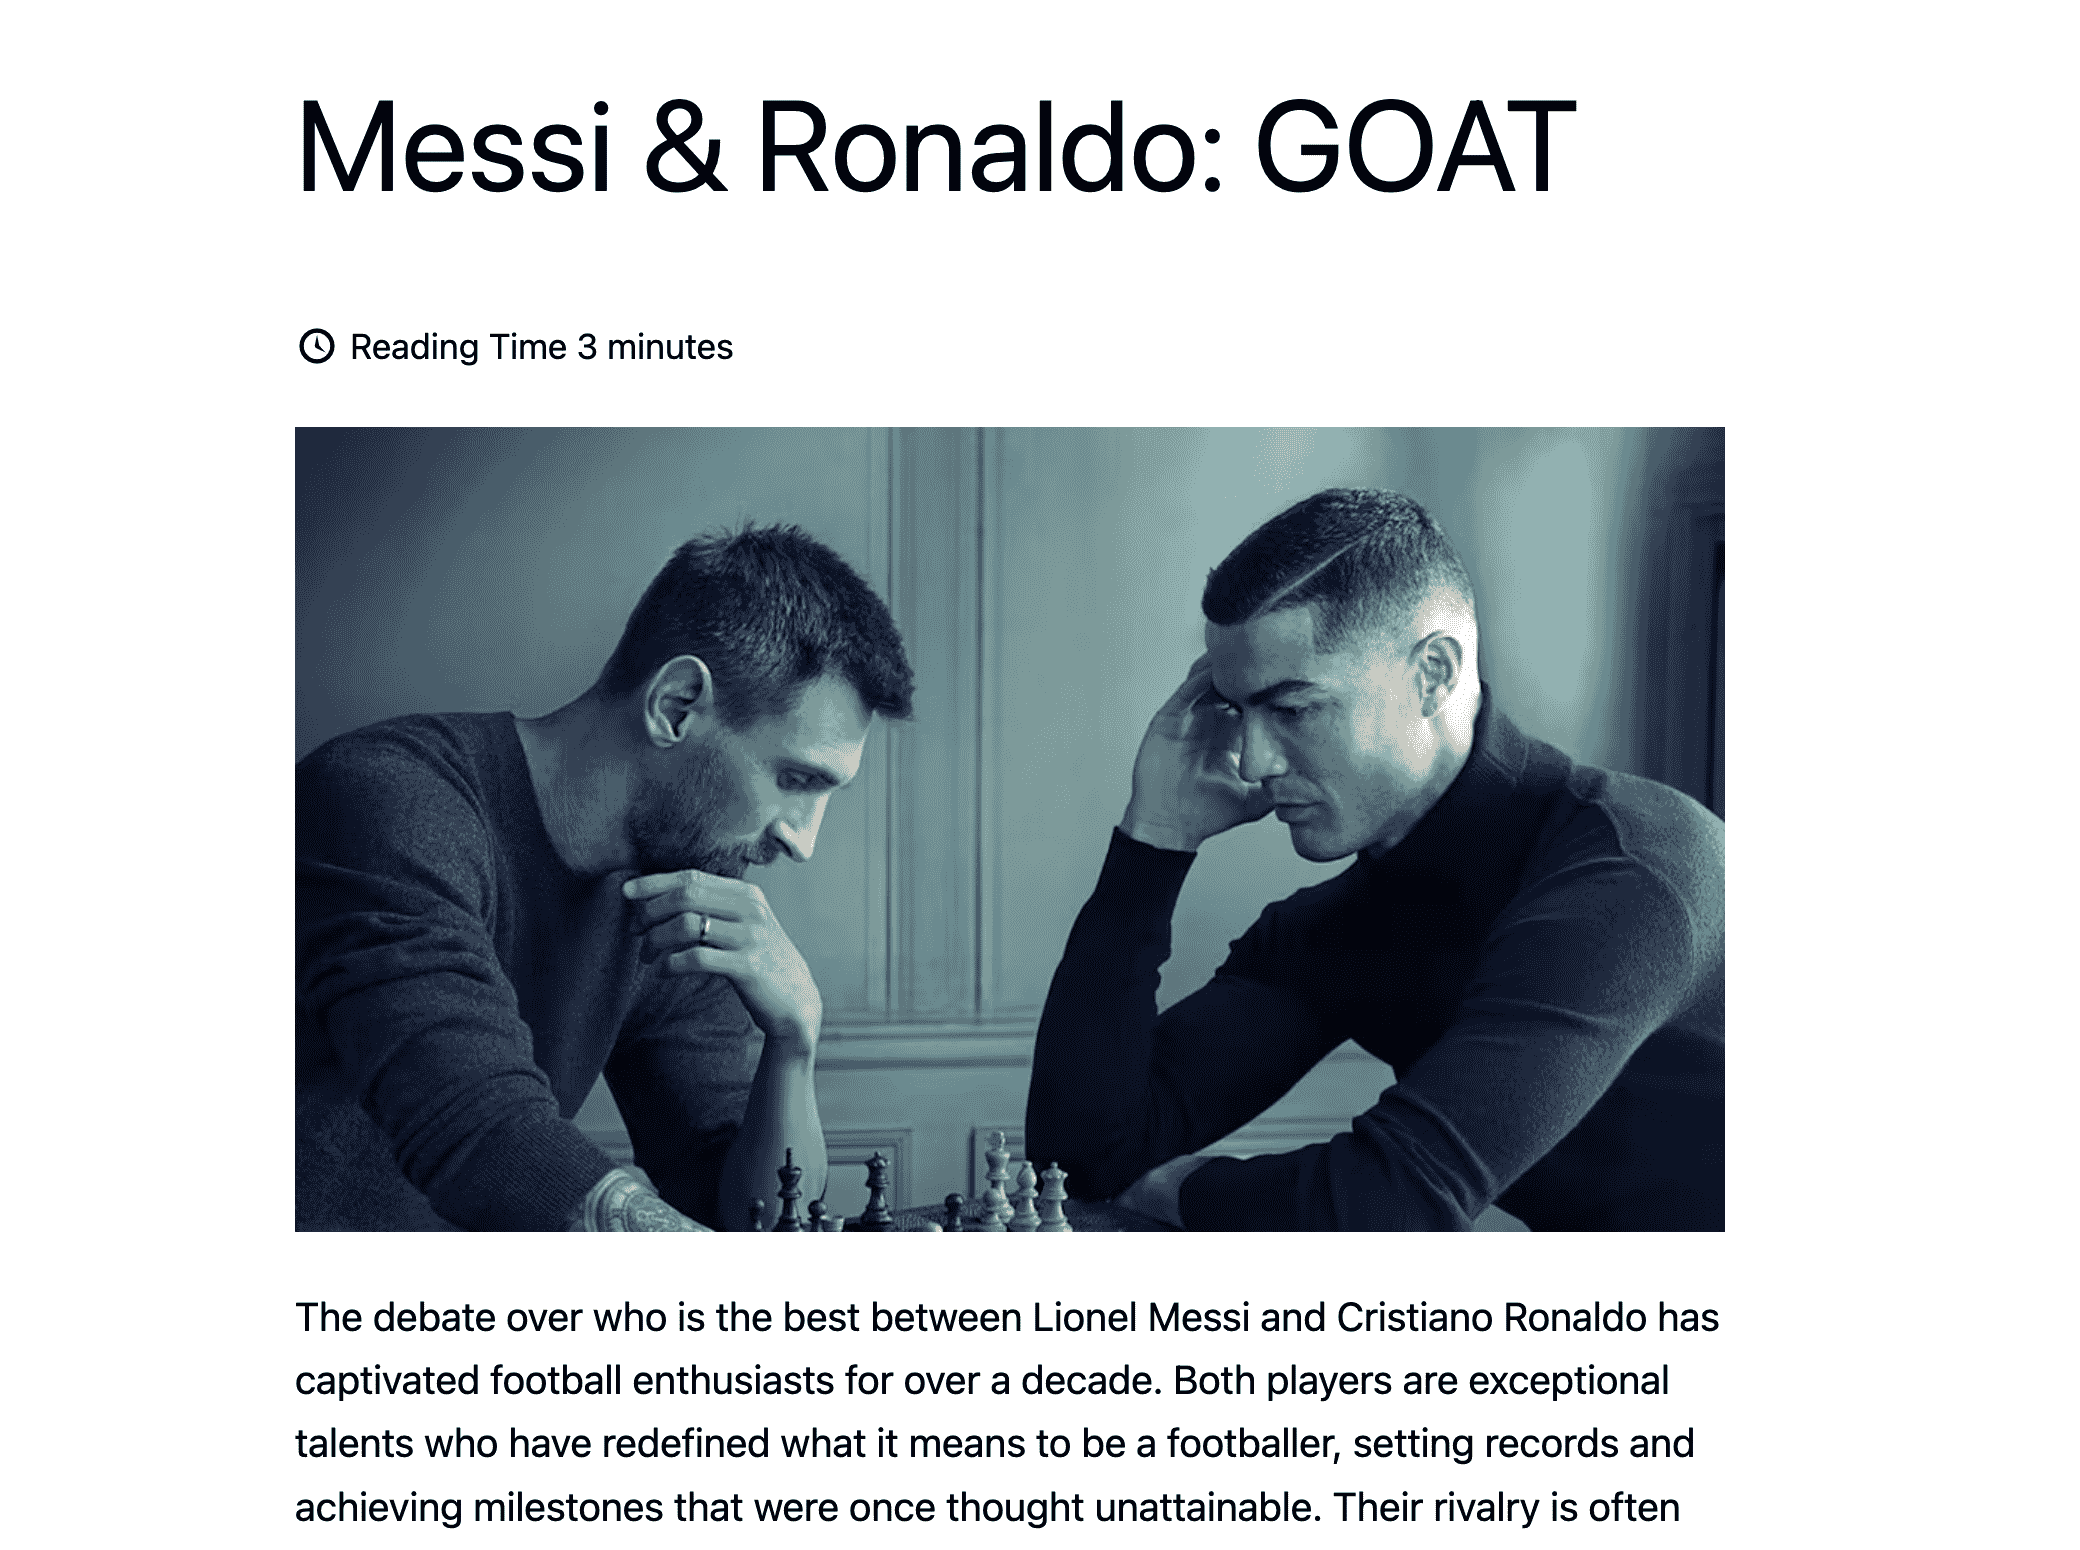 Messi & Ronaldo: GOAT
Reading Time 3 minutes
The debate over who is the best between Lionel Messi and Cristiano Ronaldo has
captivated football enthusiasts for over a decade. Both players are exceptional
talents who have redefined what it means to be a footballer, setting records and
achieving milestones that were once thought unattainable. Their rivalry is often